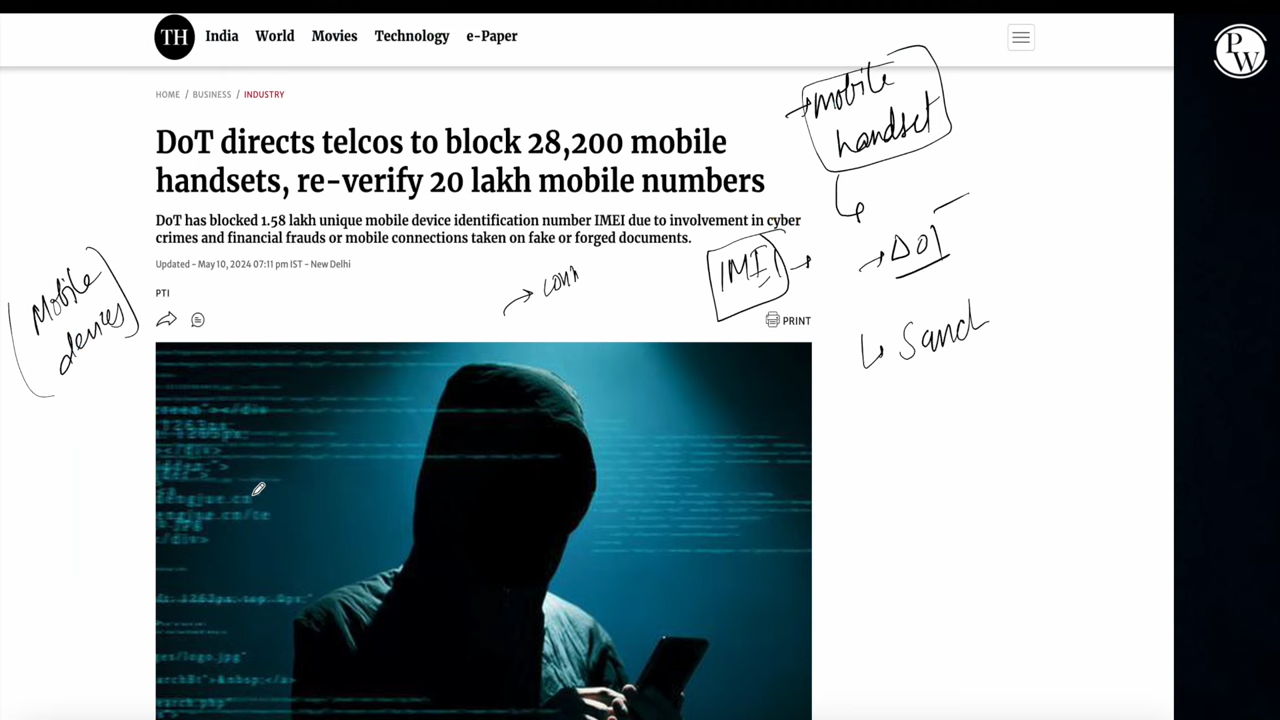 TH India World Movies Technology e-Paper
PW
HOME / BUSINESS / INDUSTRY
DoT directs telcos to block 28,200 mobile
handsets, re-verify 20 lakh mobile numbers
DoT has blocked 1.58 lakh unique mobile device identification number IMEI due to involvement in cyber
crimes and financial frauds or mobile connections taken on fake or forged documents.
Updated - May 10, 2024 07:11 pm IST - New Delhi
PTI
PRINT
mobile
handset
IMEI
DOT
Mobile
devices